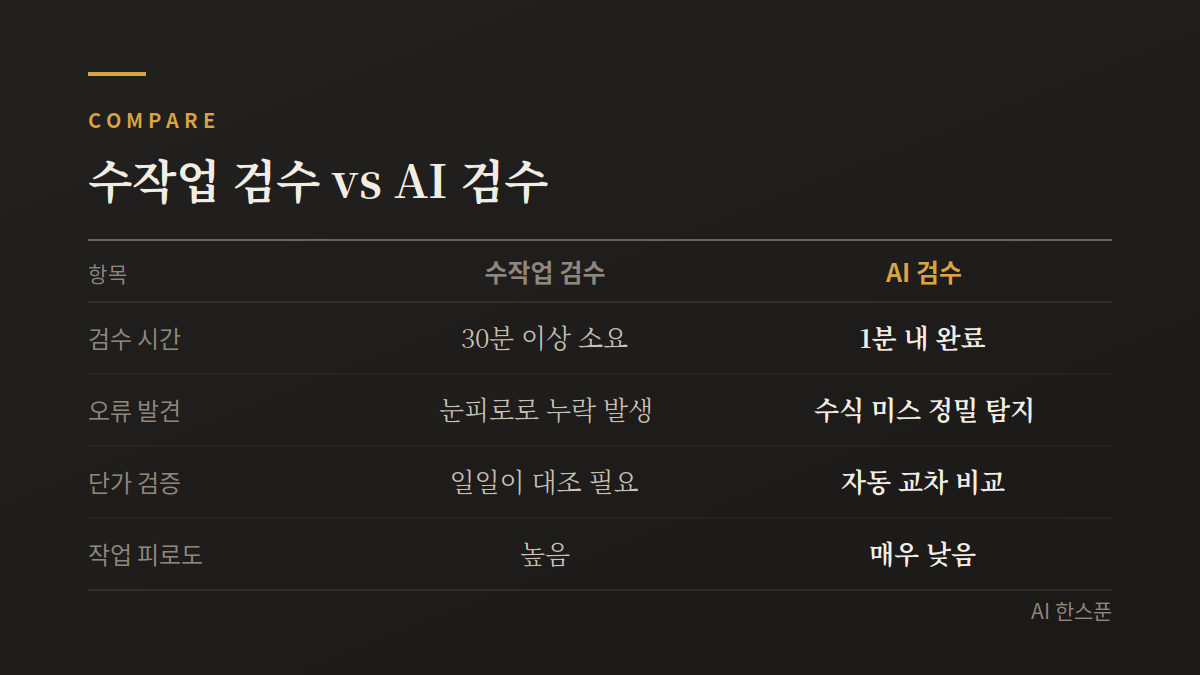 COMPARE
수작업 검수 vs AI 검수
항목 수작업 검수 AI 검수
검수 시간 30분 이상 소요 1분 내 완료
오류 발견 눈피로로 누락 발생 수식 미스 정밀 탐지
단가 검증 일일이 대조 필요 자동 교차 비교
작업 피로도 높음 매우 낮음
AI 한스푼